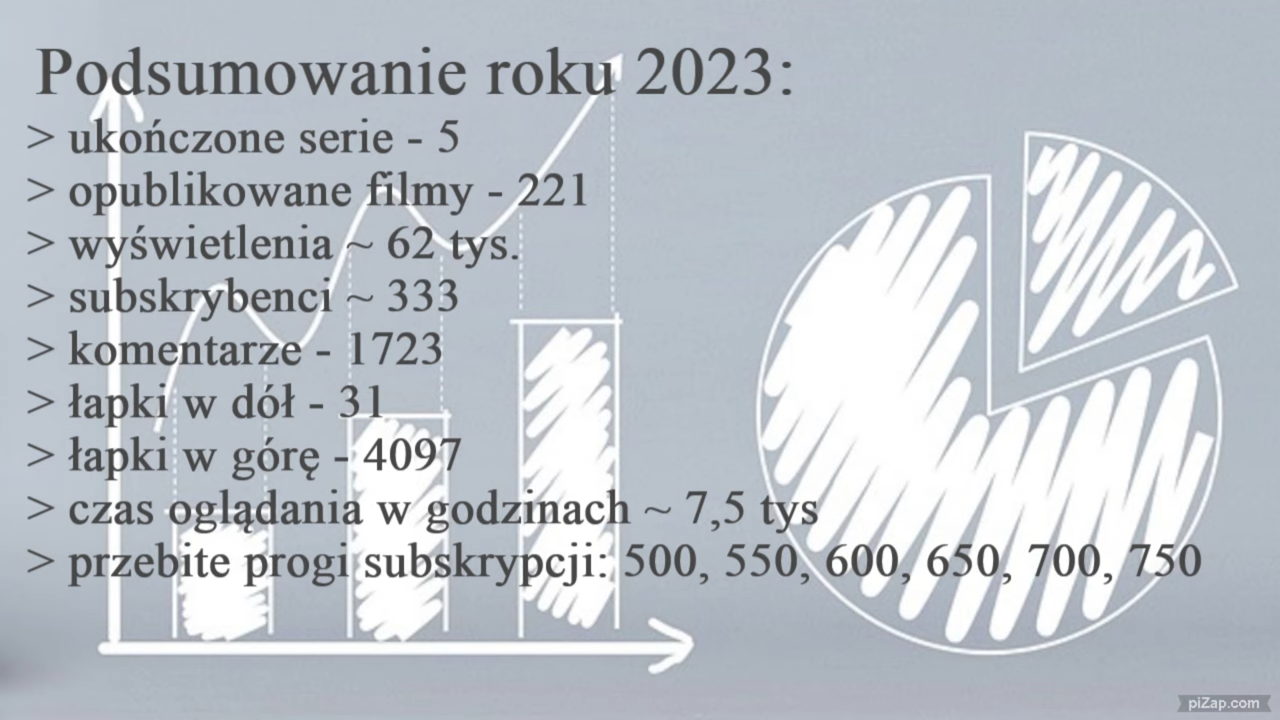 Podsumowanie roku 2023:
> ukończone serie - 5
> opublikowane filmy - 221
> wyświetlenia ~ 62 tys.
> subskrybenci ~ 333
> komentarze - 1723
> łapki w dół - 31
> łapki w górę - 4097
> czas oglądania w godzinach ~ 7,5 tys
> przebite progi subskrypcji: 500, 550, 600, 650, 700, 750
piZap.com